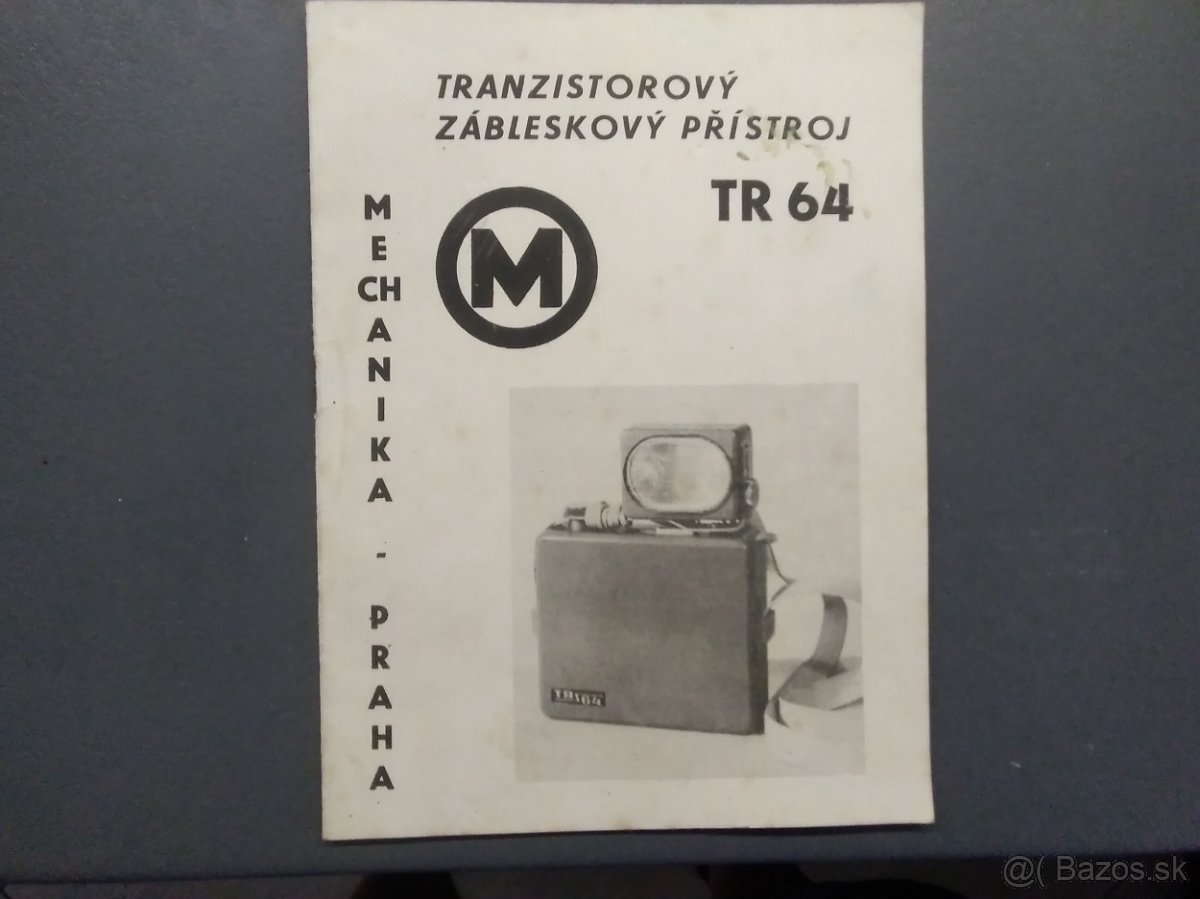 TRANZISTOROVÝ
ZÁBLESKOVÝ PŘÍSTROJ
TR 64
M
MECHANIKA - PRAHA
TR 64
@( Bazos.sk